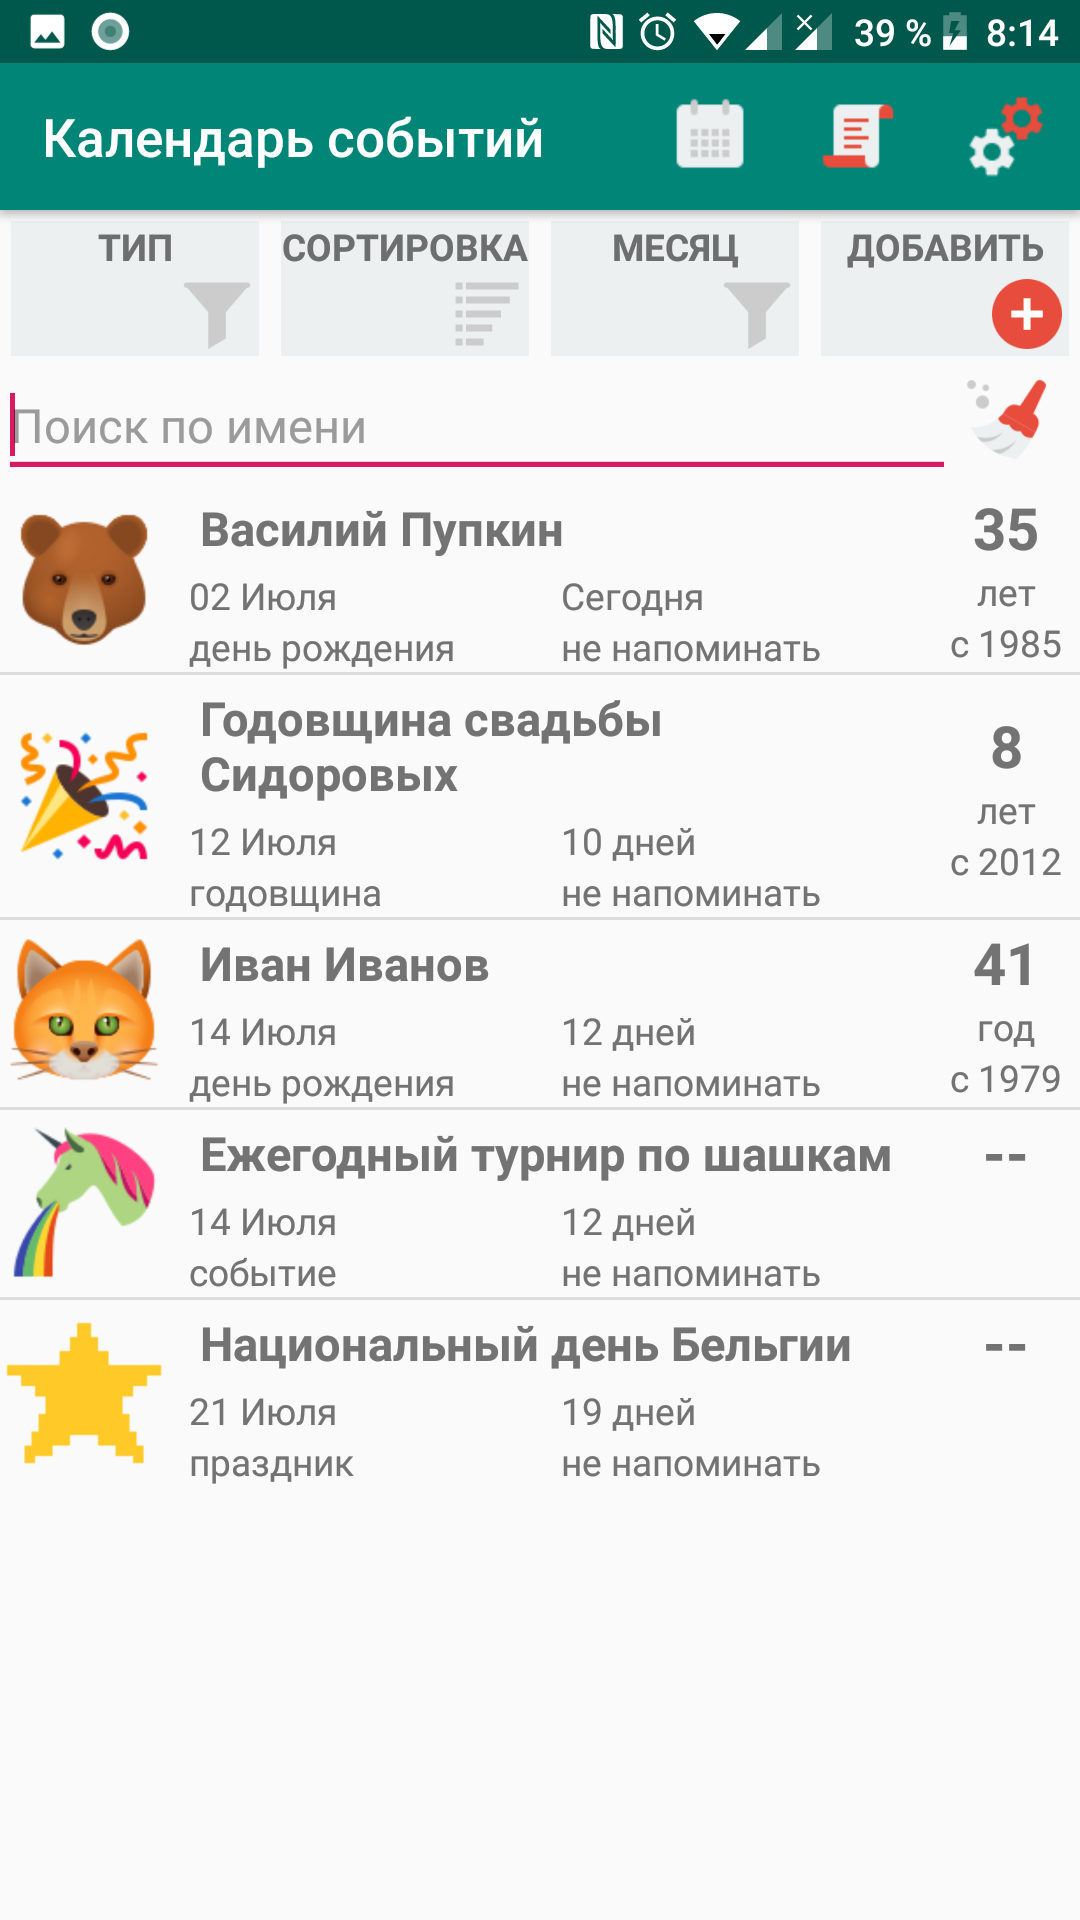 39 % 8:14
Календарь событий
ТИП СОРТИРОВКА МЕСЯЦ ДОБАВИТЬ
Поиск по имени
Василий Пупкин 35
02 Июля Сегодня лет
день рождения не напоминать с 1985
Годовщина свадьбы
Сидоровых 8
лет
12 Июля 10 дней с 2012
годовщина не напоминать
Иван Иванов 41
14 Июля 12 дней год
день рождения не напоминать с 1979
Ежегодный турнир по шашкам --
14 Июля 12 дней
событие не напоминать
Национальный день Бельгии --
21 Июля 19 дней
праздник не напоминать